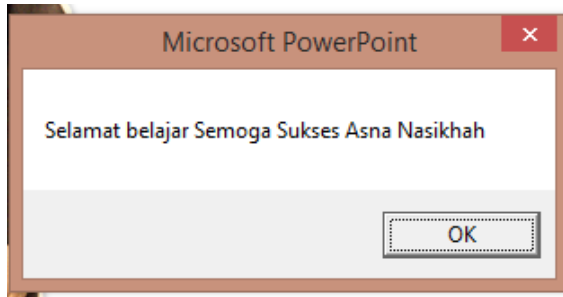 Microsoft PowerPoint
Selamat belajar Semoga Sukses Asna Nasikhah
OK